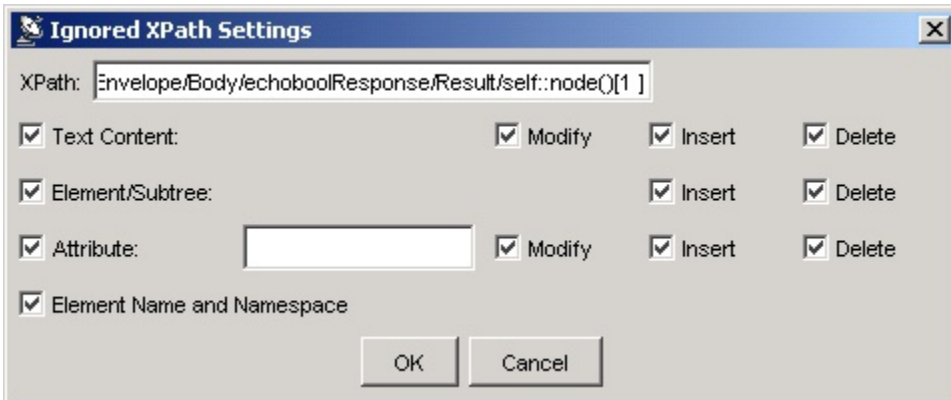 Ignored XPath Settings
XPath: Envelope/Body/echoboolResponse/Result/self::node()[1 ]
Text Content: Modify Insert Delete
Element/Subtree: Insert Delete
Attribute: Modify Insert Delete
Element Name and Namespace
OK Cancel